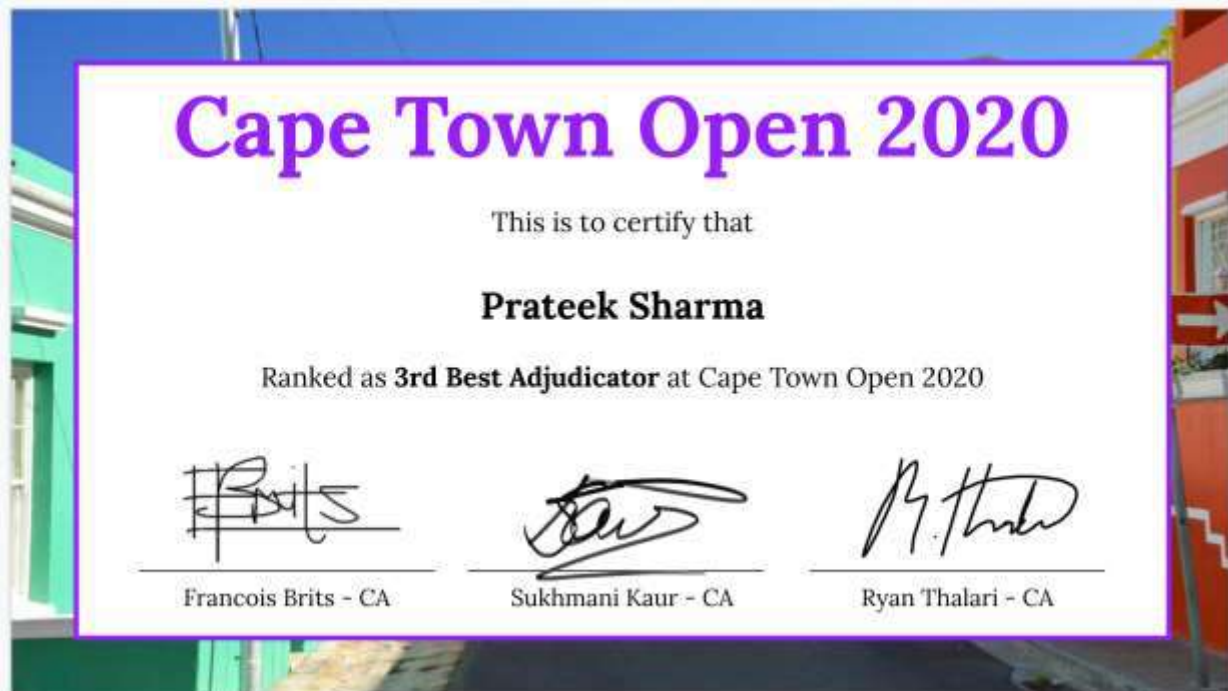 Cape Town Open 2020
This is to certify that
Prateek Sharma
Ranked as 3rd Best Adjudicator at Cape Town Open 2020
Francois Brits - CA
Sukhmani Kaur - CA
Ryan Thalari - CA